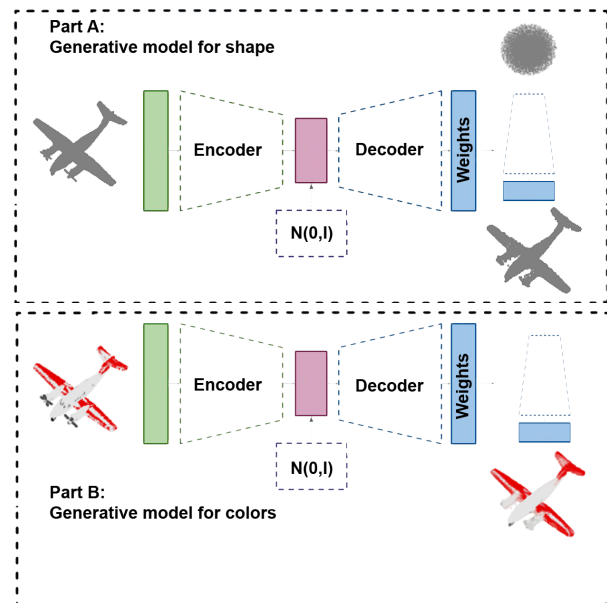 Part A:
Generative model for shape
Encoder
Decoder
Weights
N(0,I)
Encoder
Decoder
Weights
N(0,I)
Part B:
Generative model for colors